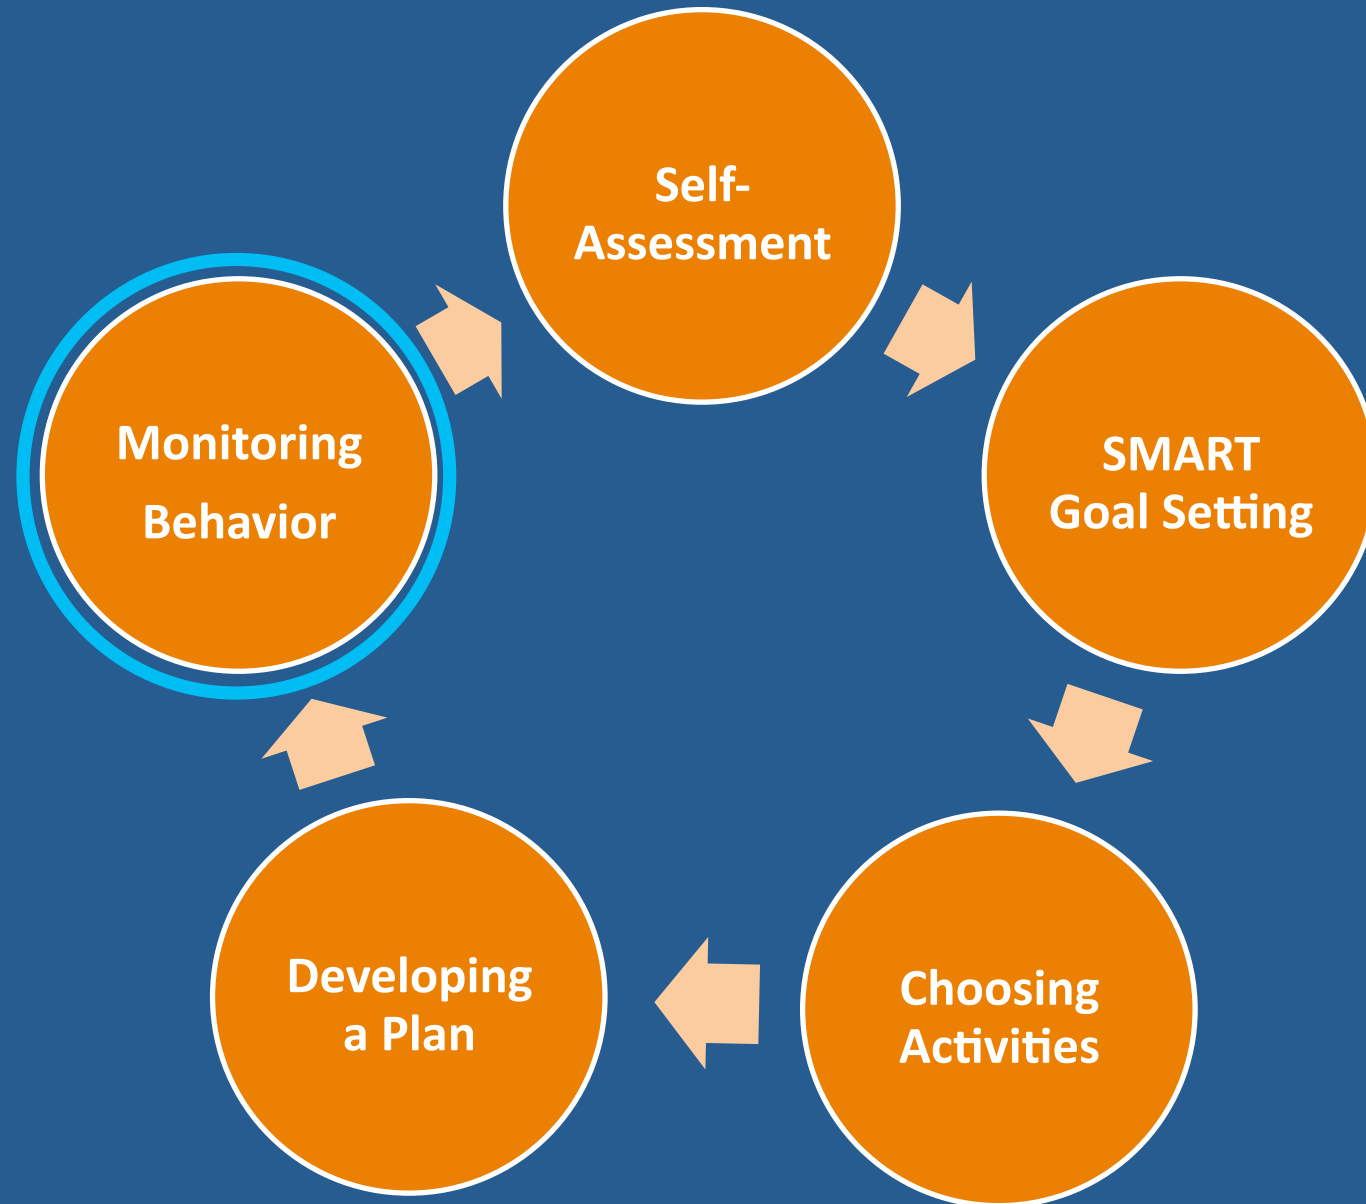 Self-
Assessment
SMART
Goal Setting
Choosing
Activities
Developing
a Plan
Monitoring
Behavior